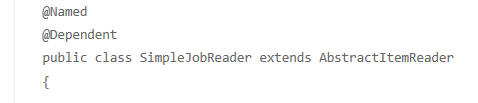 @Named
@Dependent
public class SimpleJobReader extends AbstractItemReader
{